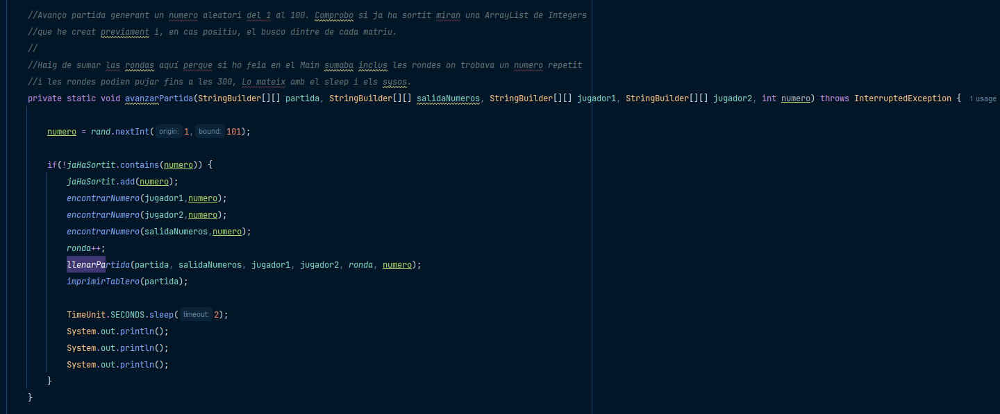 //Avanço partida generant un numero aleatori del 1 al 100. Comprobo si ja ha sortit miran una ArrayList de Integers
//que he creat previament i, en cas positiu, el busco dintre de cada matriu.
//
//Haig de sumar las rondas aquí perque si ho feia en el Main sumaba inclus les rondes on trobava un numero repetit
//i les rondes podien pujar fins a les 300, Lo mateix amb el sleep i els sysos.
private static void avanzarPartida(StringBuilder[][] partida, StringBuilder[][] salidaNumeros, StringBuilder[][] jugador1, StringBuilder[][] jugador2, int numero) throws InterruptedException { 1 usage
numero = rand.nextInt( origin: 1, bound: 101);
if(!jaHaSortit.contains(numero)) {
jaHaSortit.add(numero);
encontrarNumero(jugador1,numero);
encontrarNumero(jugador2,numero);
encontrarNumero(salidaNumeros,numero);
ronda++;
llenarPartida(partida, salidaNumeros, jugador1, jugador2, ronda, numero);
imprimirTablero(partida);
TimeUnit.SECONDS.sleep( timeout: 2);
System.out.println();
System.out.println();
System.out.println();
}
}